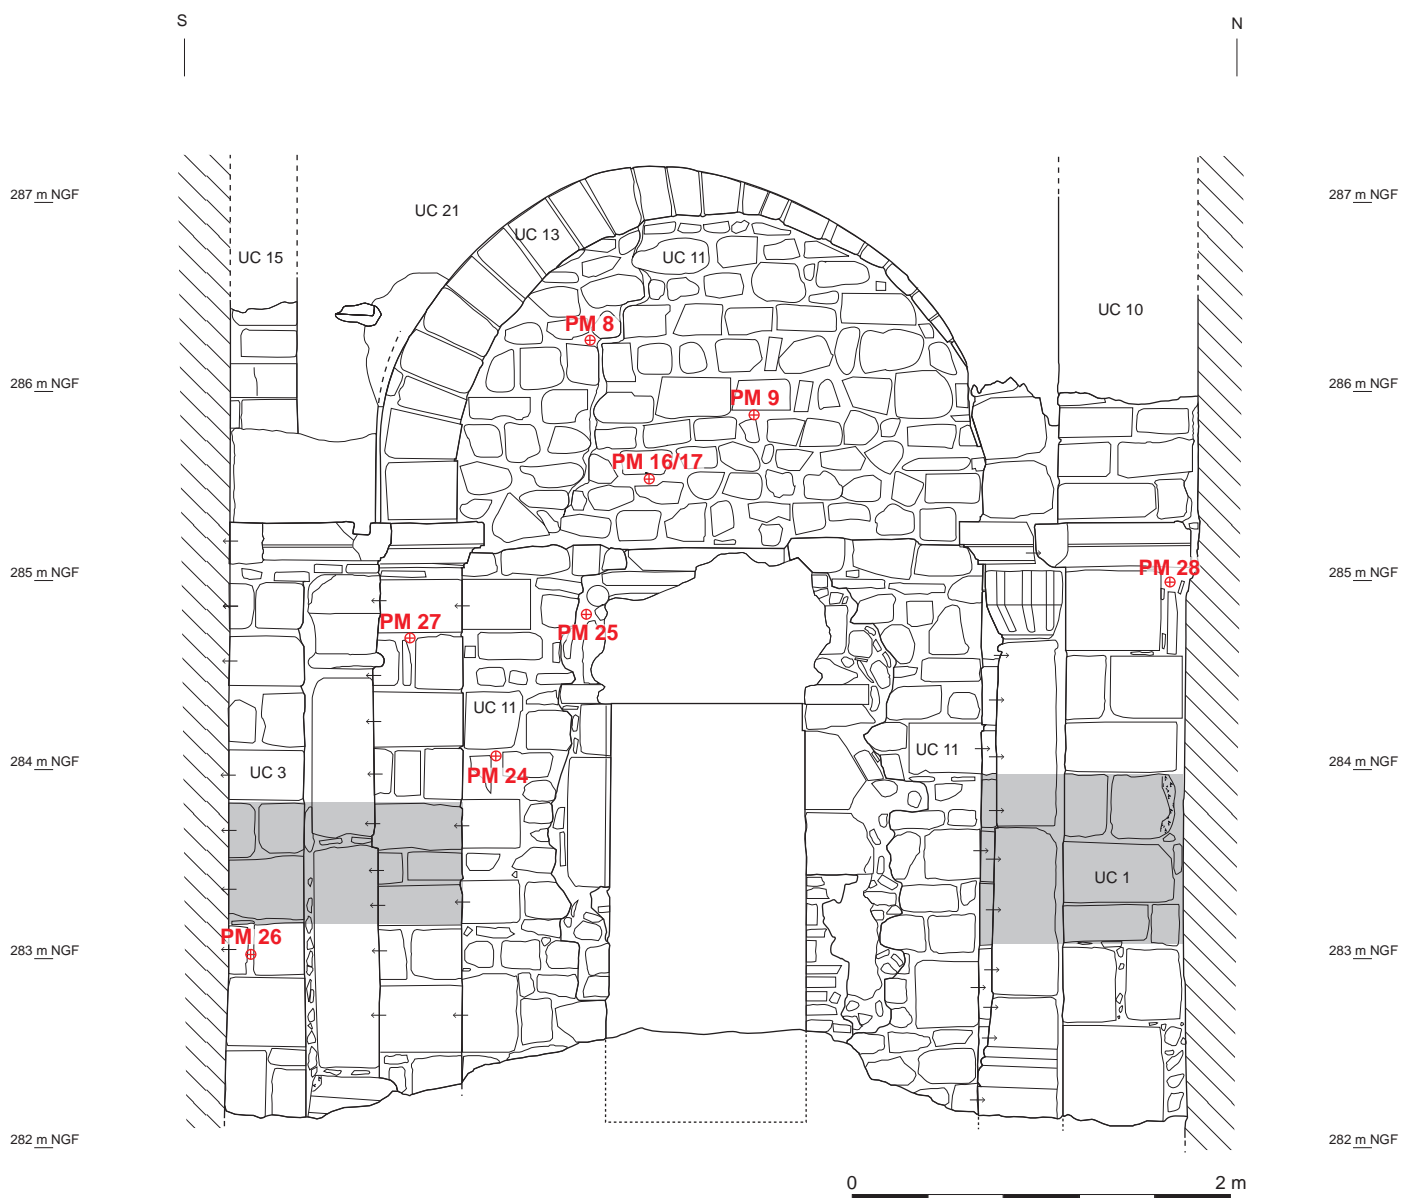 S N
287 m NGF 287 m NGF
UC 21
UC 13
UC 15 UC 11
UC 10
PM 8
286 m NGF 286 m NGF
PM 9
PM 16/17
285 m NGF PM 28 285 m NGF
PM 27 PM 25
UC 11
UC 11
284 m NGF 284 m NGF
UC 3 PM 24
UC 1
PM 26
283 m NGF 283 m NGF
282 m NGF 282 m NGF
0 2 m